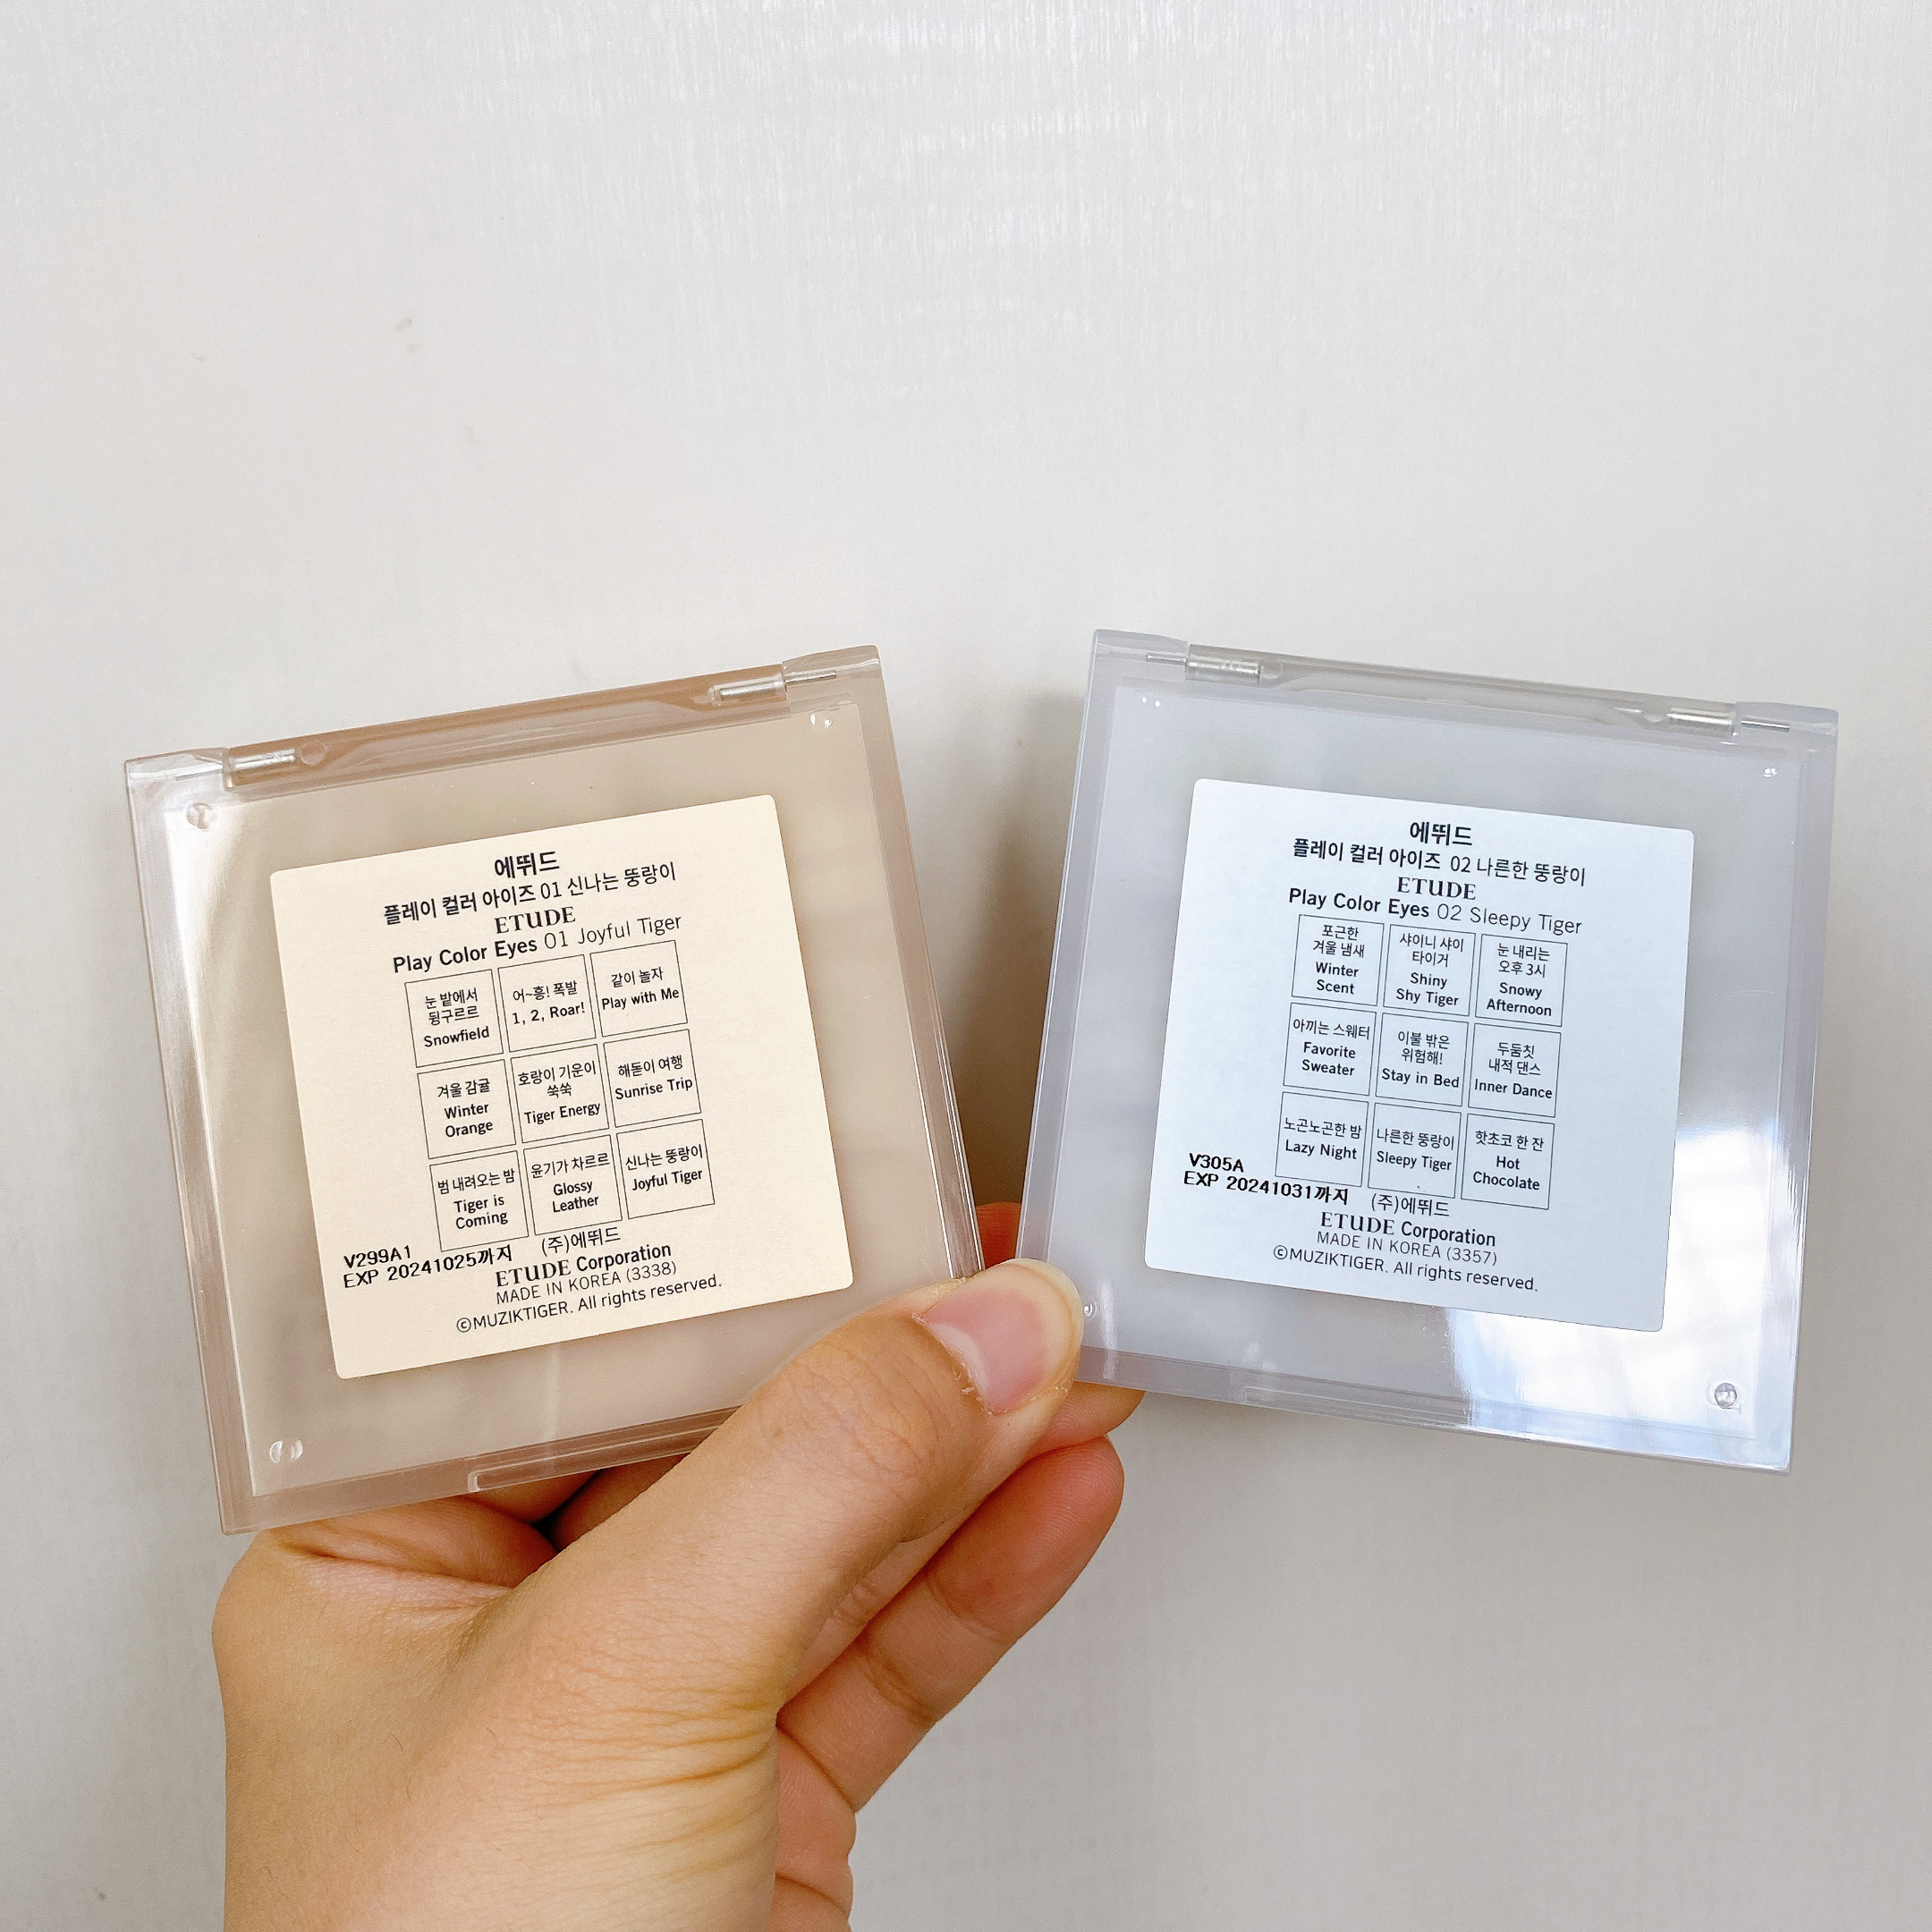 에뛰드
플레이 컬러 아이즈 01 신나는 뚱랑이
ETUDE
Play Color Eyes 01 Joyful Tiger
눈 밭에서
뒹구르르
Snowfield
어~흥! 폭발
1, 2, Roar!
같이 놀자
Play with Me
겨울 감귤
Winter
Orange
호랑이 기운이
쑥쑥
Tiger Energy
해돋이 여행
Sunrise Trip
범 내려오는 밤
Tiger is
Coming
윤기가 차르르
Glossy
Leather
신나는 뚱랑이
Joyful Tiger
V299A1
EXP 20241025까지
(주)에뛰드
ETUDE Corporation
MADE IN KOREA (3338)
©MUZIKTIGER. All rights reserved.
에뛰드
플레이 컬러 아이즈 02 나른한 뚱랑이
ETUDE
Play Color Eyes 02 Sleepy Tiger
포근한
겨울 냄새
Winter
Scent
샤이니 샤이
타이거
Shiny
Shy Tiger
눈 내리는
오후 3시
Snowy
Afternoon
아끼는 스웨터
Favorite
Sweater
이불 밖은
위험해!
Stay in Bed
두둠칫
내적 댄스
Inner Dance
노곤노곤한 밤
Lazy Night
나른한 뚱랑이
Sleepy Tiger
핫초코 한 잔
Hot
Chocolate
V305A
EXP 20241031까지
(주)에뛰드
ETUDE Corporation
MADE IN KOREA (3357)
©MUZIKTIGER. All rights reserved.